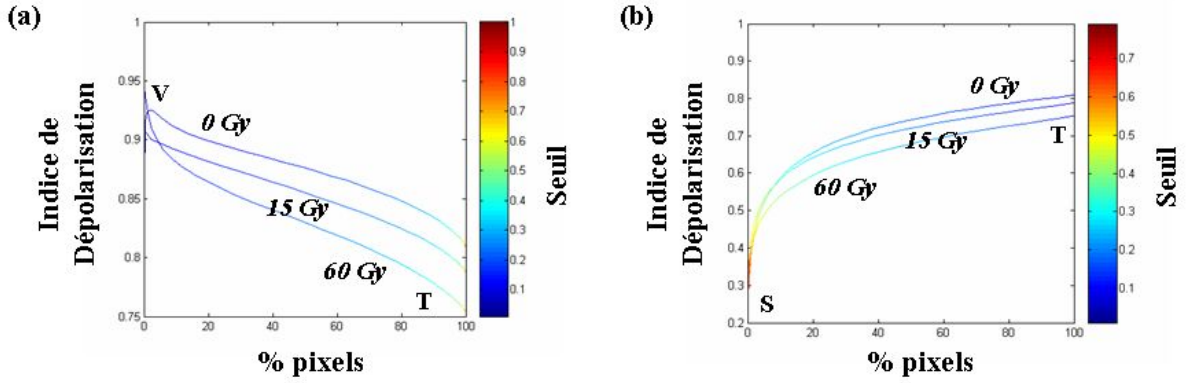 (a)
Indice de
Dépolarisation
1
0.95
0.9
0.85
0.8
0.75
V
0 Gy
15 Gy
60 Gy
T
0
20
40
60
80
100
% pixels
1
0.9
0.8
0.7
0.6
0.5
0.4
0.3
0.2
0.1
Seuil
(b)
Indice de
Dépolarisation
1
0.9
0.8
0.7
0.6
0.5
0.4
0.3
0.2
0 Gy
15 Gy
T
60 Gy
S
0
20
40
60
80
100
% pixels
0.7
0.6
0.5
0.4
0.3
0.2
0.1
Seuil